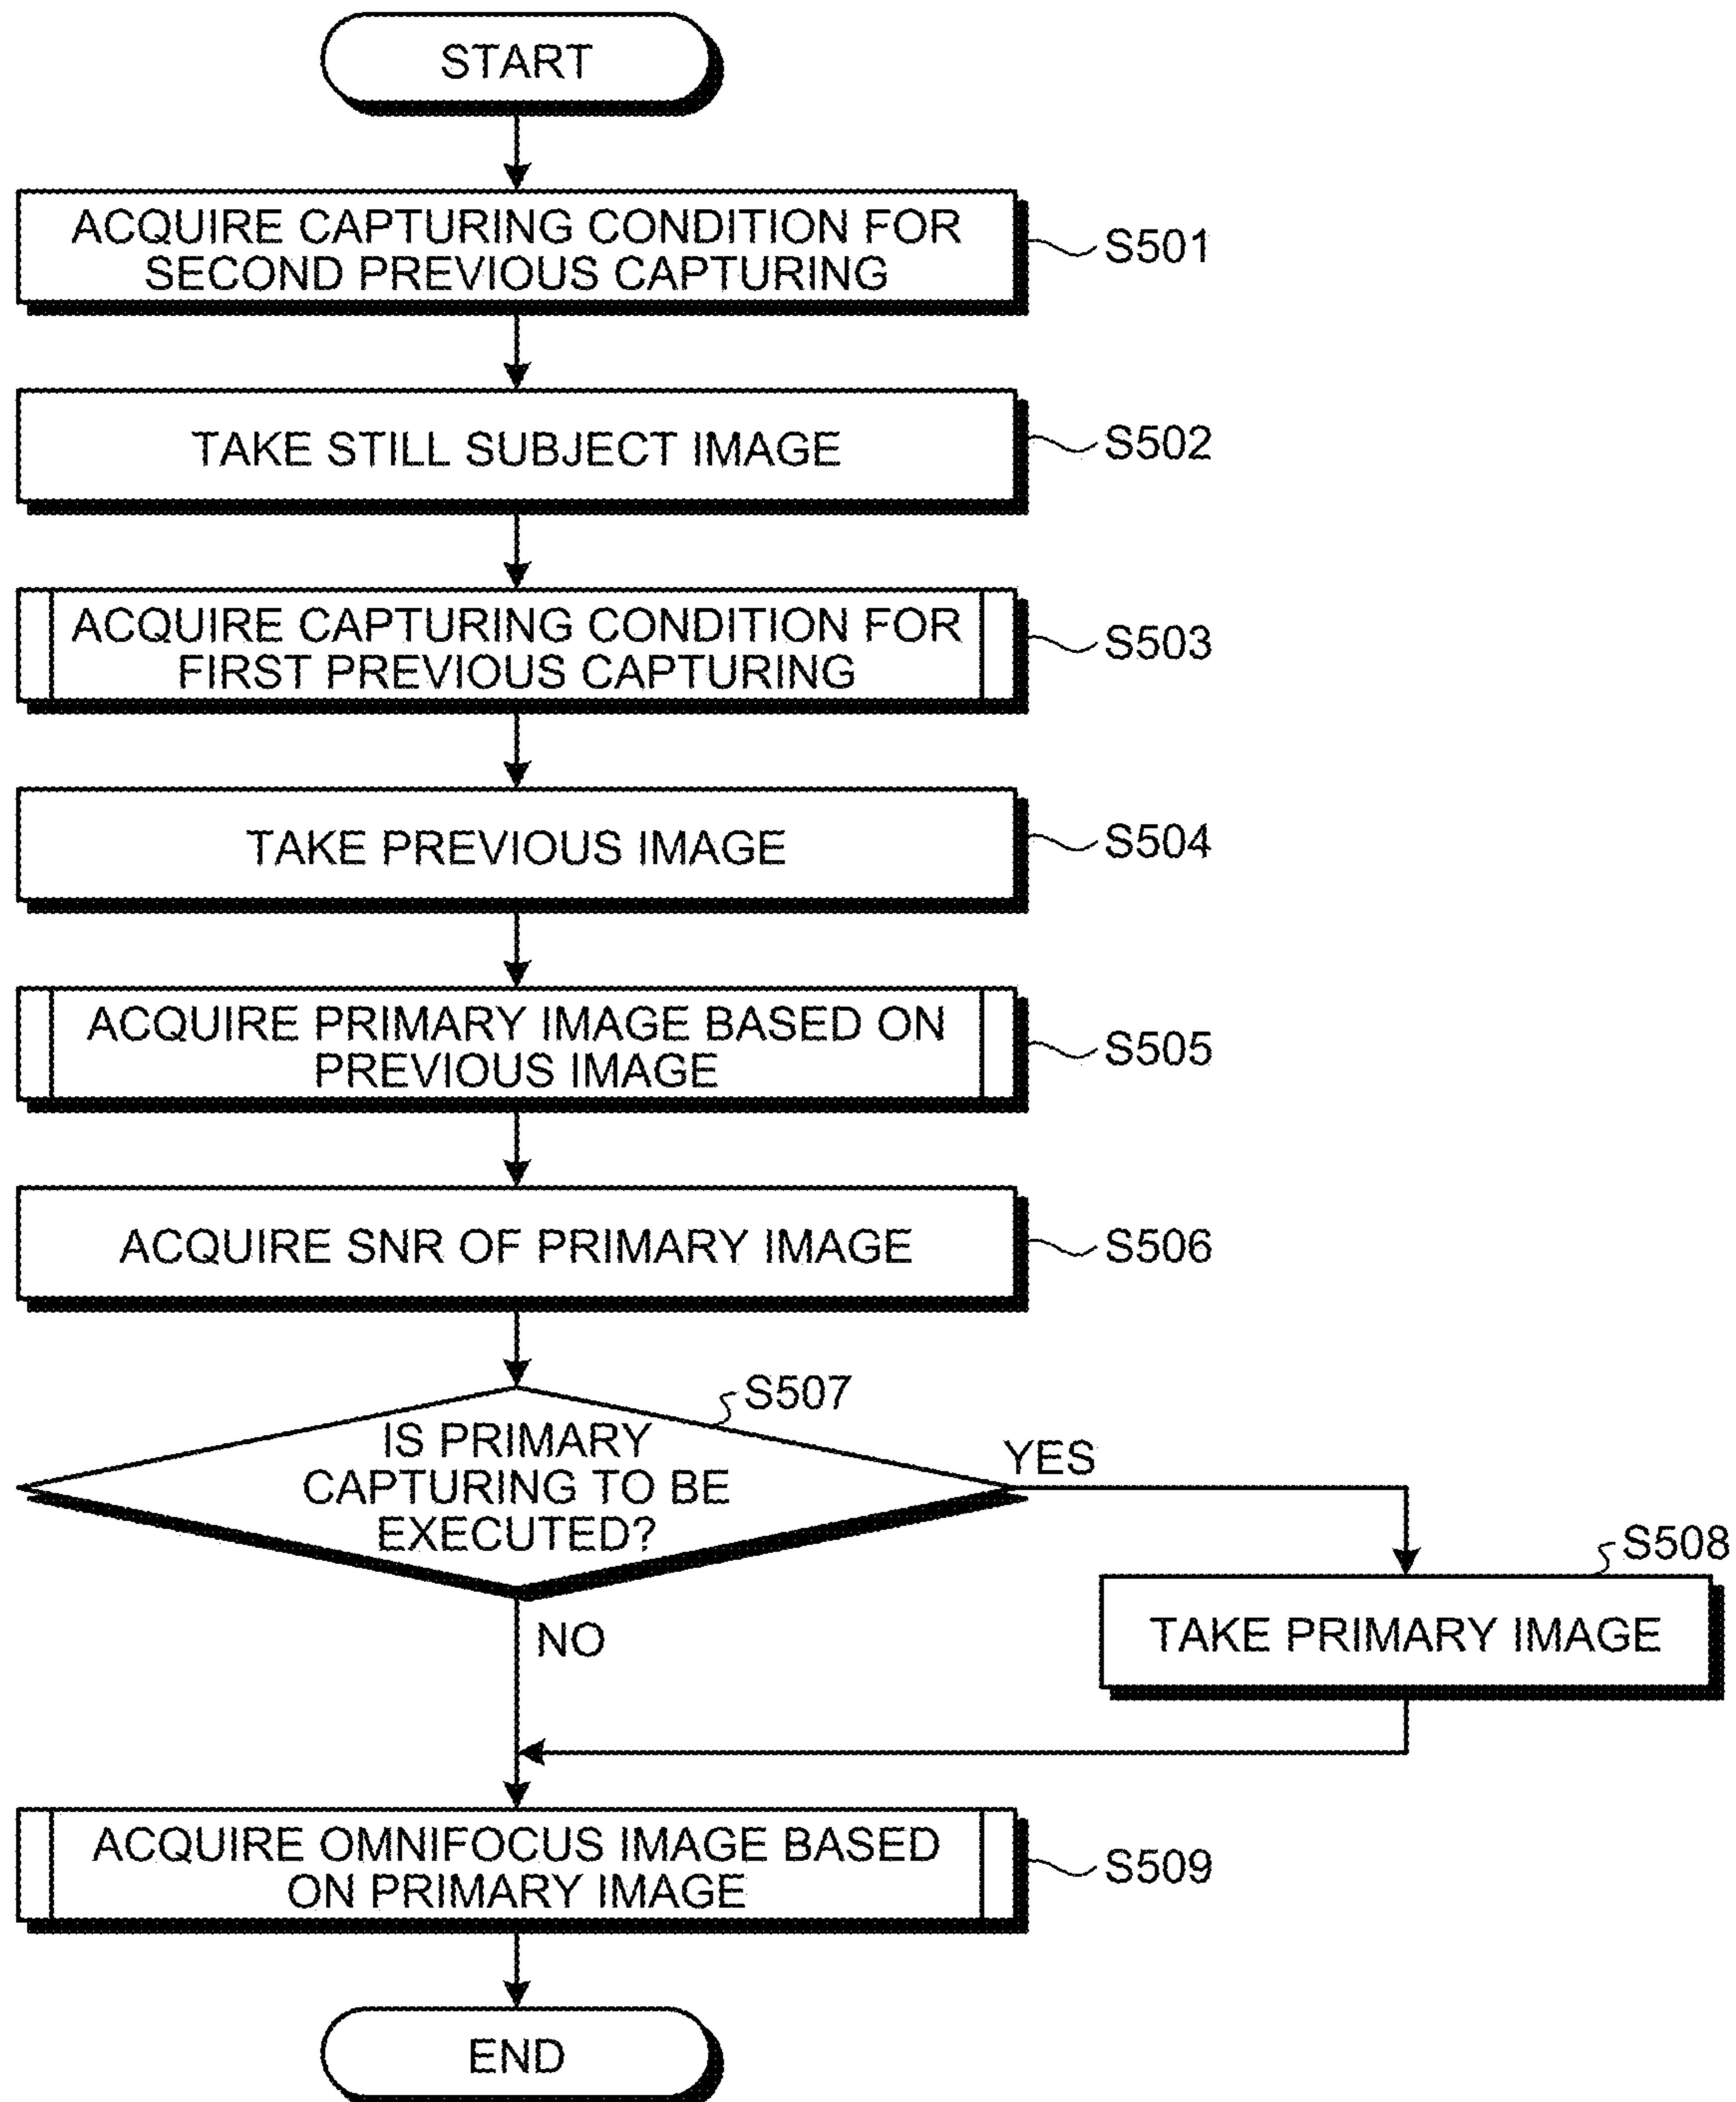 START
ACQUIRE CAPTURING CONDITION FOR
SECOND PREVIOUS CAPTURING
S501
TAKE STILL SUBJECT IMAGE
S502
ACQUIRE CAPTURING CONDITION FOR
FIRST PREVIOUS CAPTURING
S503
TAKE PREVIOUS IMAGE
S504
ACQUIRE PRIMARY IMAGE BASED ON
PREVIOUS IMAGE
S505
ACQUIRE SNR OF PRIMARY IMAGE
S506
S507
IS PRIMARY
CAPTURING TO BE
EXECUTED?
YES
S508
TAKE PRIMARY IMAGE
NO
ACQUIRE OMNIFOCUS IMAGE BASED
ON PRIMARY IMAGE
S509
END